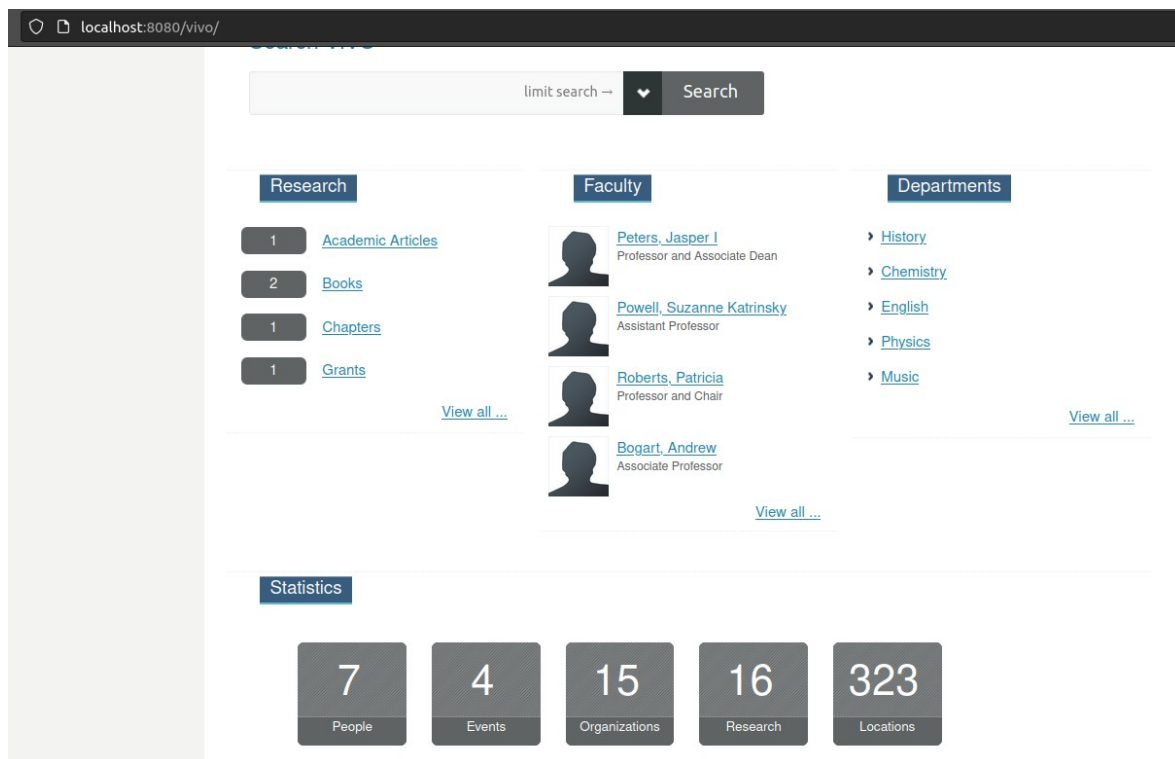 localhost:8080/vivo/
limit search →
Search
Research
1 Academic Articles
2 Books
1 Chapters
1 Grants
View all ...
Faculty
Peters, Jasper I
Professor and Associate Dean
Powell, Suzanne Katrinsky
Assistant Professor
Roberts, Patricia
Professor and Chair
Bogart, Andrew
Associate Professor
View all ...
Departments
History
Chemistry
English
Physics
Music
View all ...
Statistics
7
People
4
Events
15
Organizations
16
Research
323
Locations